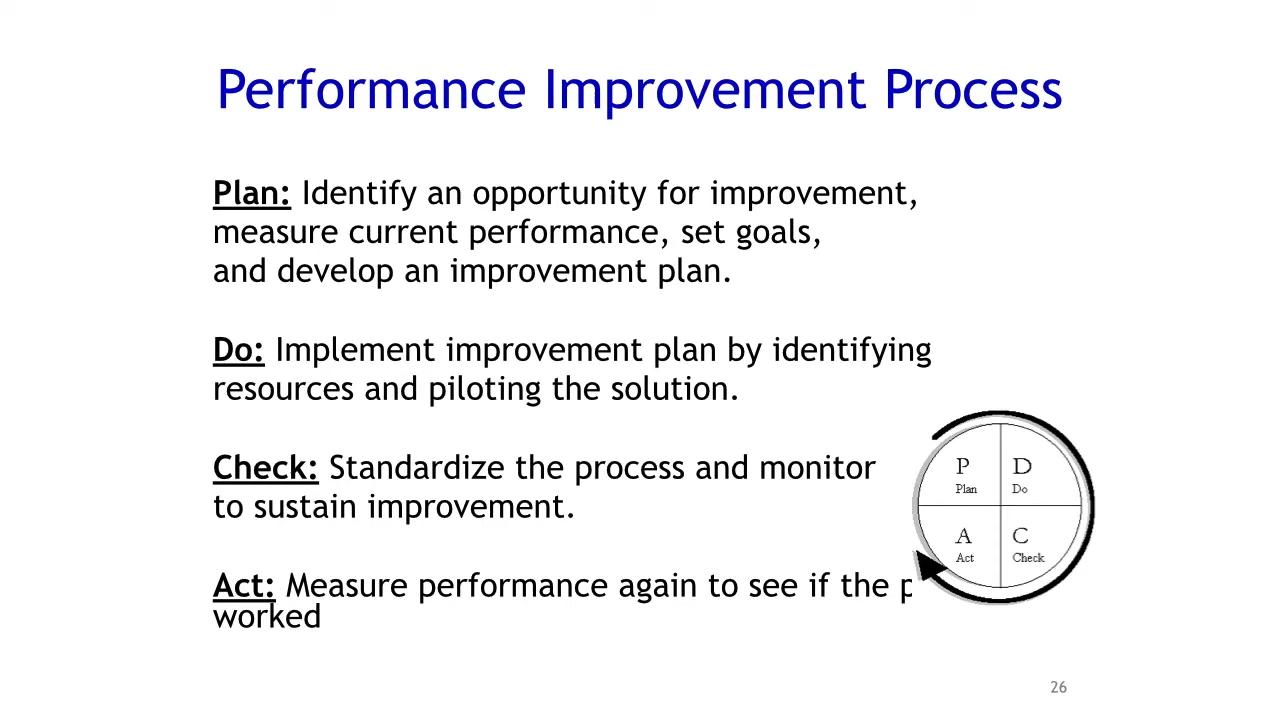 Performance Improvement Process
Plan: Identify an opportunity for improvement,
measure current performance, set goals,
and develop an improvement plan.
Do: Implement improvement plan by identifying
resources and piloting the solution.
Check: Standardize the process and monitor
to sustain improvement.
Act: Measure performance again to see if the
worked
P D
Plan Do
A C
Act Check
26